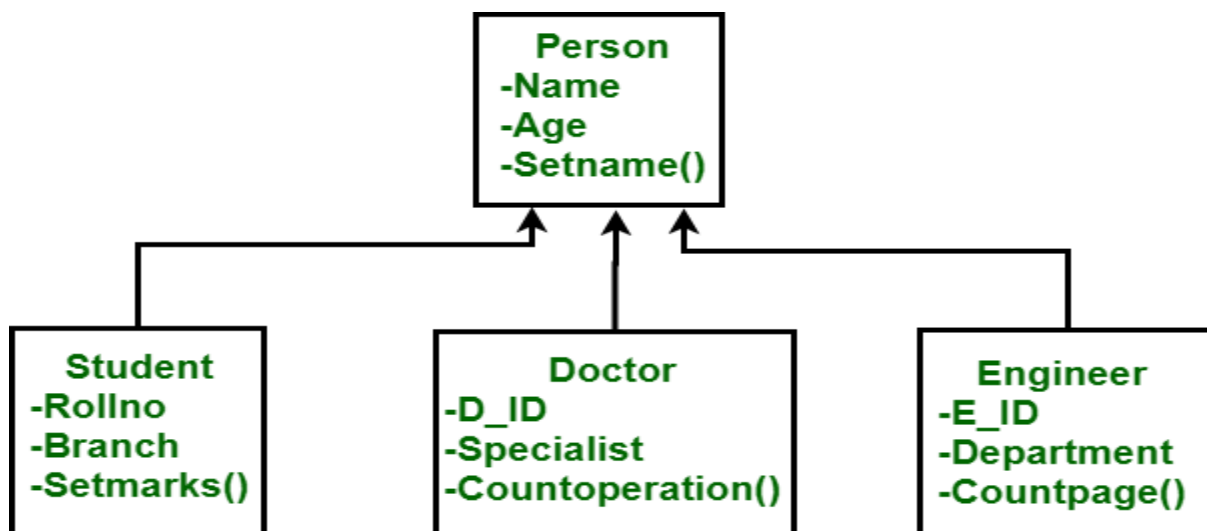 Person
-Name
-Age
-Setname()
Student
-Rollno
-Branch
-Setmarks()
Doctor
-D_ID
-Specialist
-Countoperation()
Engineer
-E_ID
-Department
-Countpage()